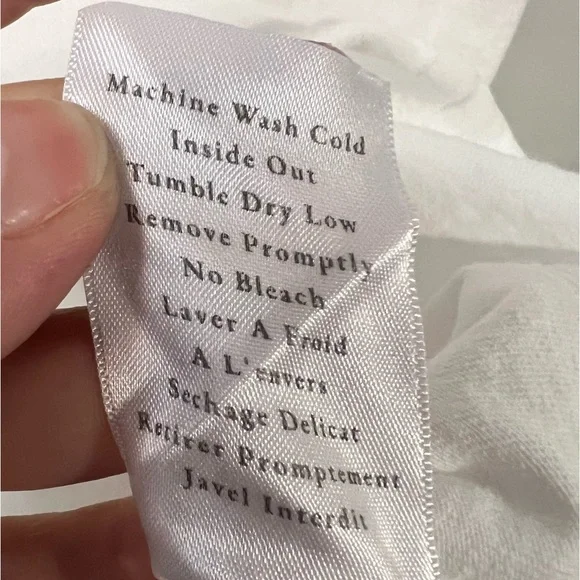 Machine Wash Cold
Inside Out
Tumble Dry Low
Remove Promptly
No Bleach
Laver A Froid
A L'envers
Sechage Delicat
Retirer Promptement
Javel Interdit